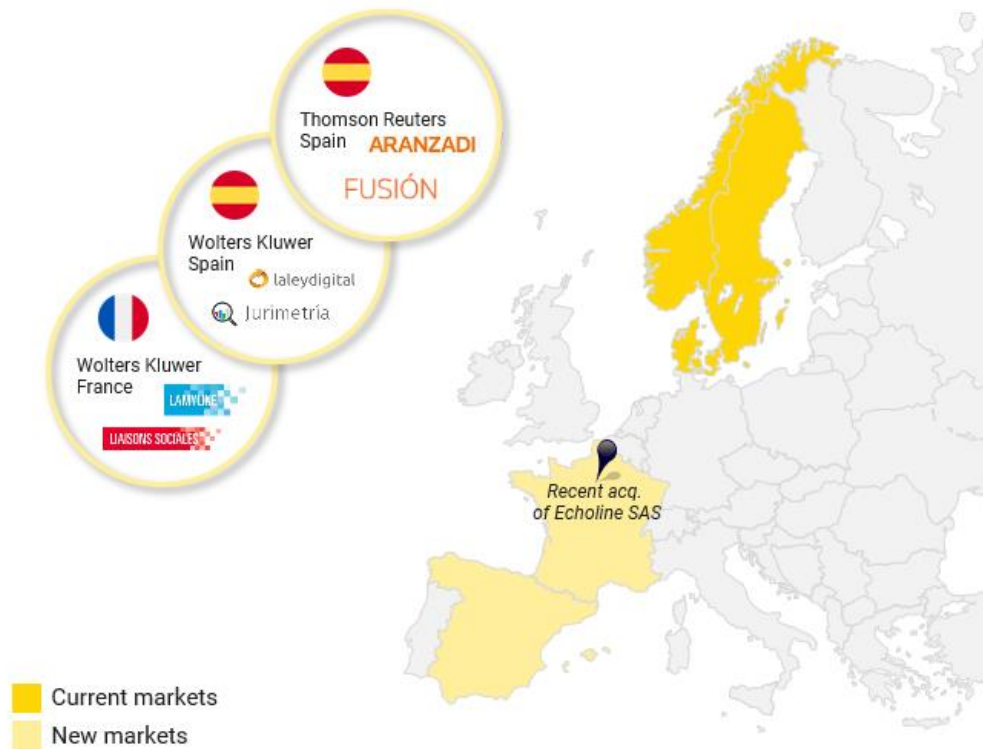 Thomson Reuters
Spain
ARANZADI
FUSIÓN
Wolters Kluwer
Spain
laleydigital
Jurimetría
Wolters Kluwer
France
LAMYLINE
LIAISONS SOCIALES
Recent acq.
of Echoline SAS
Current markets
New markets